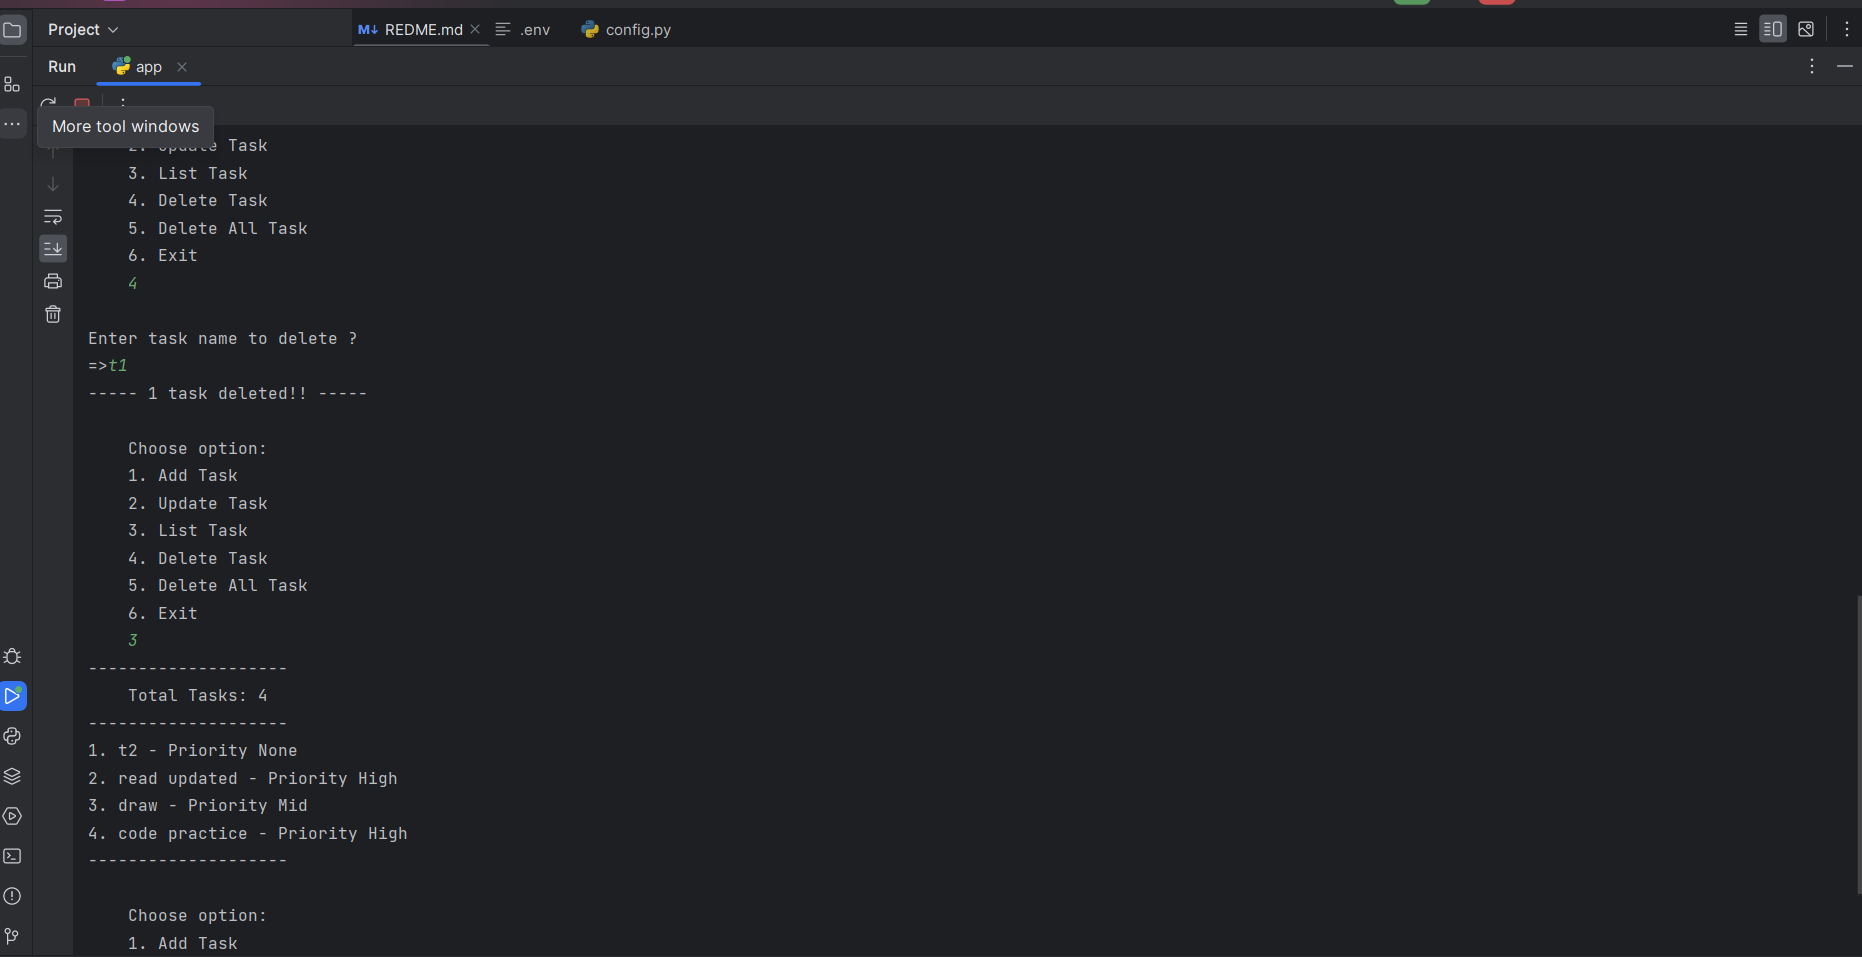 Project
M↓ REDME.md
.env
config.py
Run
app
More tool windows
2. Update Task
3. List Task
4. Delete Task
5. Delete All Task
6. Exit
4
Enter task name to delete ?
=>t1
----- 1 task deleted!! -----
Choose option:
1. Add Task
2. Update Task
3. List Task
4. Delete Task
5. Delete All Task
6. Exit
3
--------------------
Total Tasks: 4
--------------------
1. t2 - Priority None
2. read updated - Priority High
3. draw - Priority Mid
4. code practice - Priority High
--------------------
Choose option:
1. Add Task